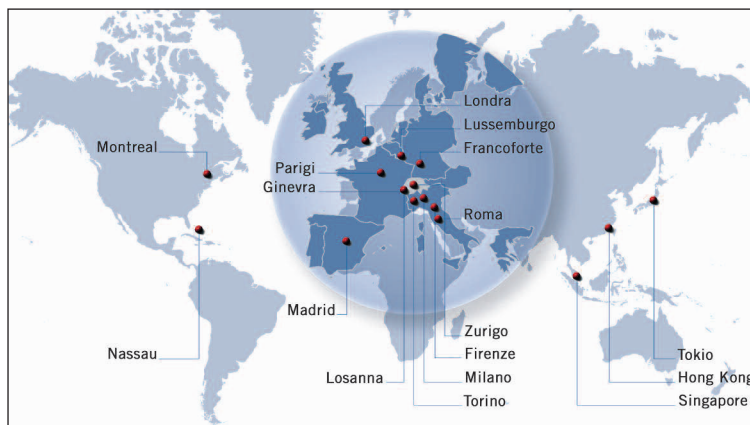 Londra
Lussemburgo
Montreal
Francoforte
Parigi
Ginevra
Roma
Madrid
Zurigo
Nassau
Firenze
Tokio
Losanna
Milano
Hong Kong
Torino
Singapore